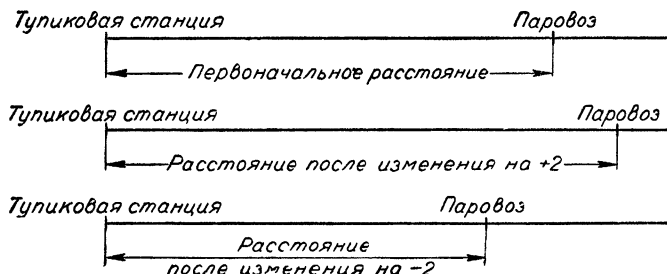 Тупиковая станция Паровоз
Первоначальное расстояние
Тупиковая станция Паровоз
Расстояние после изменения на +2
Тупиковая станция Паровоз
Расстояние
после изменения на -2